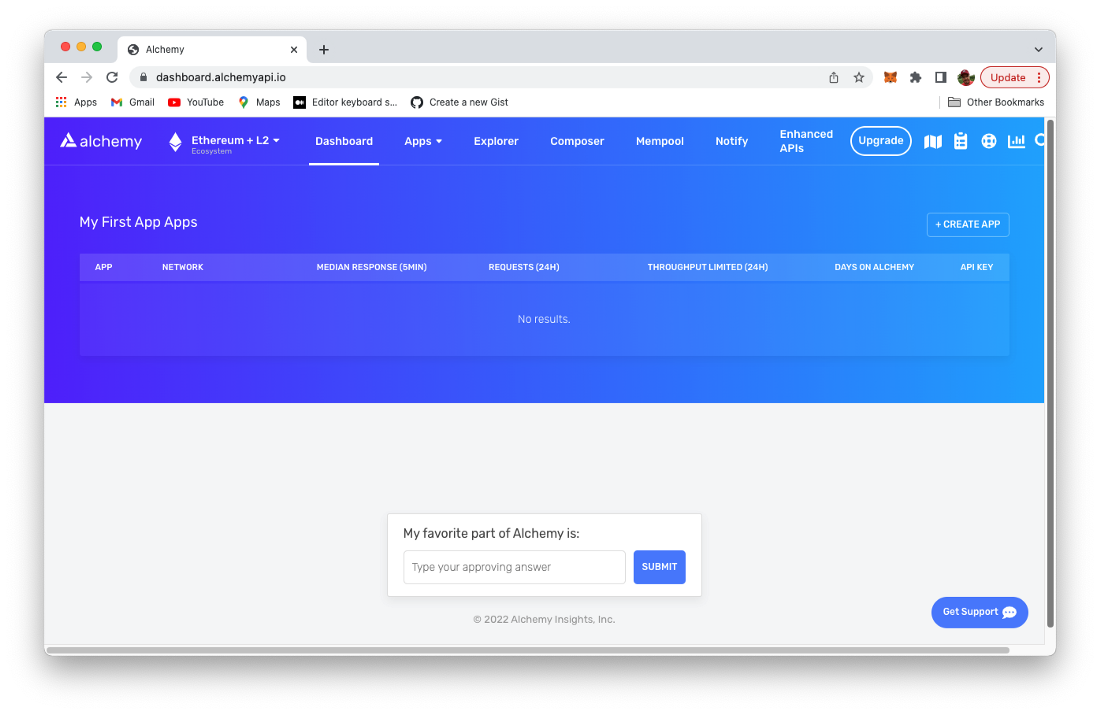 Alchemy
dashboard.alchemyapi.io
Update
Apps
Gmail
YouTube
Maps
Editor keyboard s...
Create a new Gist
Other Bookmarks
alchemy
Ethereum + L2
Ecosystem
Dashboard
Apps
Explorer
Composer
Mempool
Notify
Enhanced
APIs
Upgrade
My First App Apps
+ CREATE APP
APP
NETWORK
MEDIAN RESPONSE (5MIN)
REQUESTS (24H)
THROUGHPUT LIMITED (24H)
DAYS ON ALCHEMY
API KEY
No results.
My favorite part of Alchemy is:
Type your approving answer
SUBMIT
Get Support
© 2022 Alchemy Insights, Inc.